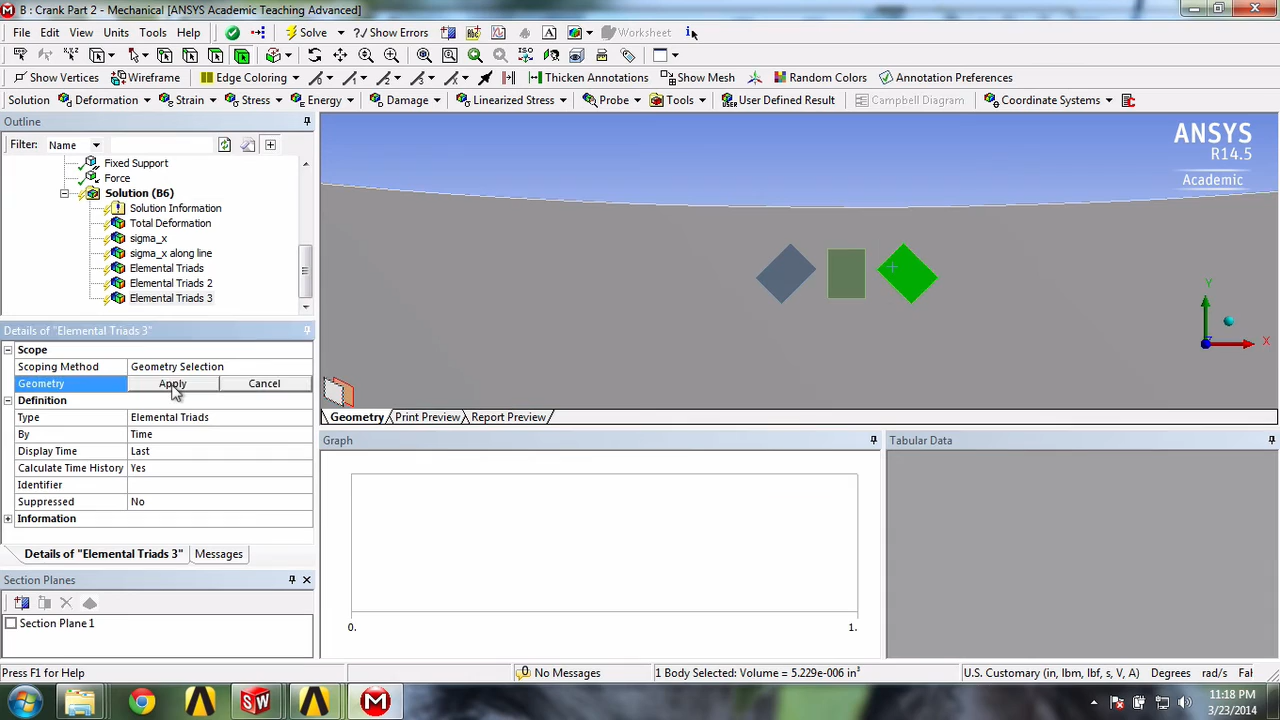 B : Crank Part 2 - Mechanical [ANSYS Academic Teaching Advanced]
File Edit View Units Tools Help Solve ?/ Show Errors Worksheet
Show Vertices Wireframe Edge Coloring Thicken Annotations Show Mesh Random Colors Annotation Preferences
Solution Deformation Strain Stress Energy Damage Linearized Stress Probe Tools User Defined Result Campbell Diagram Coordinate Systems
Outline
Filter: Name
Fixed Support
Force
Solution (B6)
Solution Information
Total Deformation
sigma_x
sigma_x along line
Elemental Triads
Elemental Triads 2
Elemental Triads 3
Details of "Elemental Triads 3"
Scope
Scoping Method Geometry Selection
Geometry Apply Cancel
Definition
Type Elemental Triads
By Time
Display Time Last
Calculate Time History Yes
Identifier
Suppressed No
Information
Details of "Elemental Triads 3" Messages
Section Planes
Section Plane 1
ANSYS
R14.5
Academic
Y
X
Geometry Print Preview Report Preview
Graph
0. 1.
Tabular Data
Press F1 for Help No Messages 1 Body Selected: Volume = 5.229e-006 in³ U.S. Customary (in, lbm, lbf, s, V, A) Degrees rad/s Fal
11:18 PM
3/23/2014